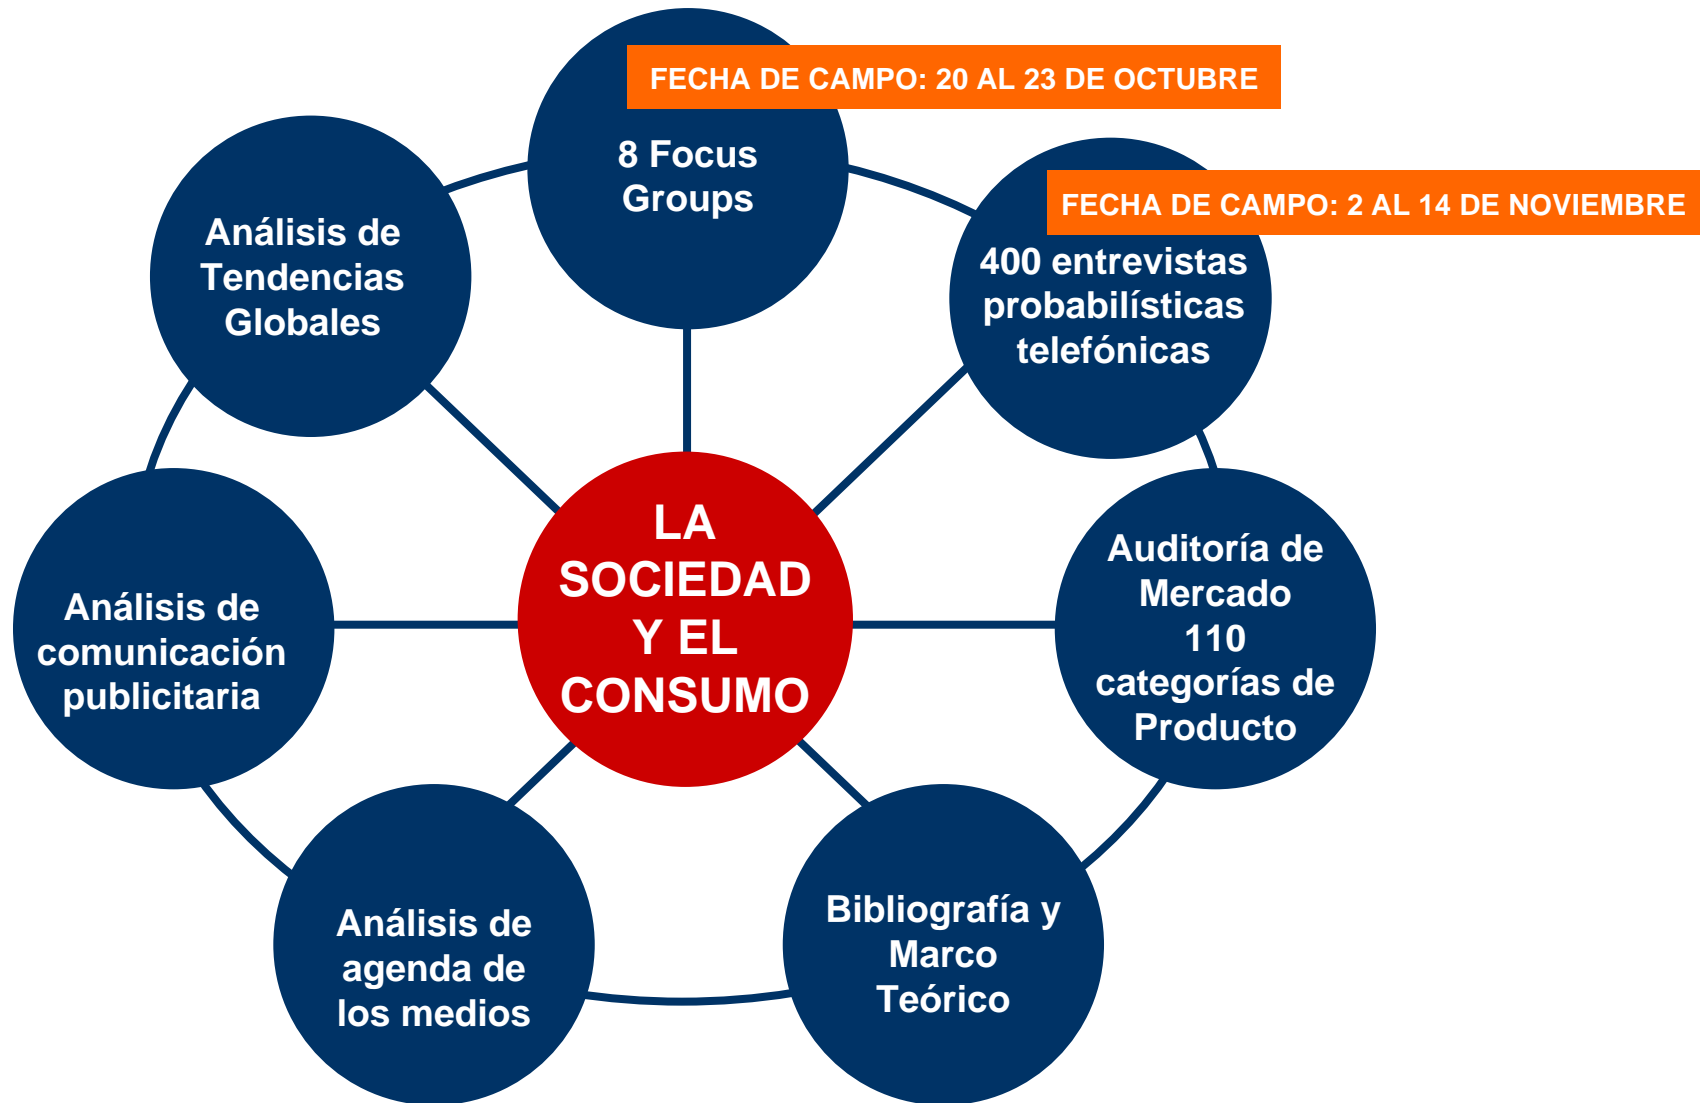 FECHA DE CAMPO: 20 AL 23 DE OCTUBRE
8 Focus
Groups
FECHA DE CAMPO: 2 AL 14 DE NOVIEMBRE
400 entrevistas
probabilísticas
telefónicas
Análisis de
Tendencias
Globales
LA
SOCIEDAD
Y EL
CONSUMO
Auditoría de
Mercado
110
categorías de
Producto
Análisis de
comunicación
publicitaria
Análisis de
agenda de
los medios
Bibliografía y
Marco
Teórico